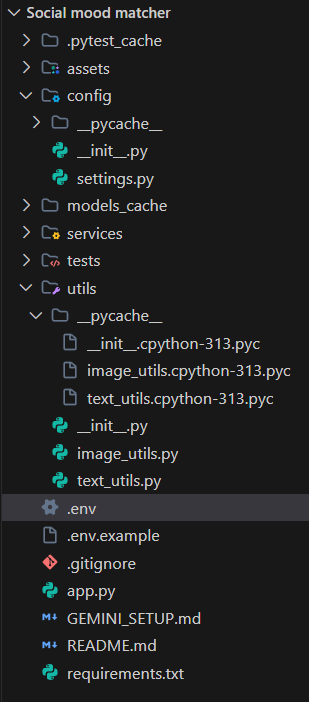 Social mood matcher
.pytest_cache
assets
config
__pycache__
__init__.py
settings.py
models_cache
services
tests
utils
__pycache__
__init__.cpython-313.pyc
image_utils.cpython-313.pyc
text_utils.cpython-313.pyc
__init__.py
image_utils.py
text_utils.py
.env
.env.example
.gitignore
app.py
GEMINI_SETUP.md
README.md
requirements.txt